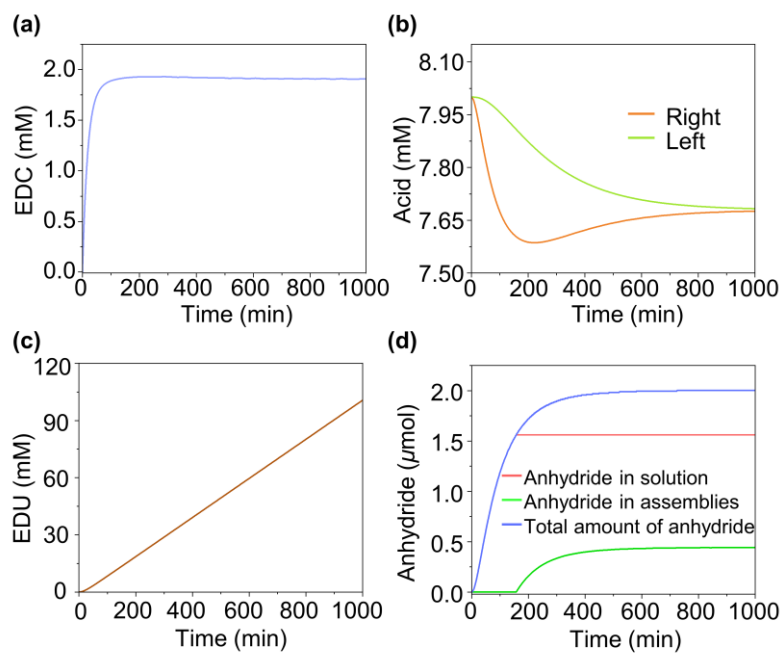 (a)
2.0
1.5
1.0
0.5
0.0
EDC (mM)
0 200 400 600 800 1000
Time (min)
(b)
8.10
7.95
7.80
7.65
7.50
Acid (mM)
Right
Left
0 200 400 600 800 1000
Time (min)
(c)
120
90
60
30
0
EDU (mM)
0 200 400 600 800 1000
Time (min)
(d)
2.0
1.5
1.0
0.5
0.0
Anhydride (µmol)
Anhydride in solution
Anhydride in assemblies
Total amount of anhydride
0 200 400 600 800 1000
Time (min)